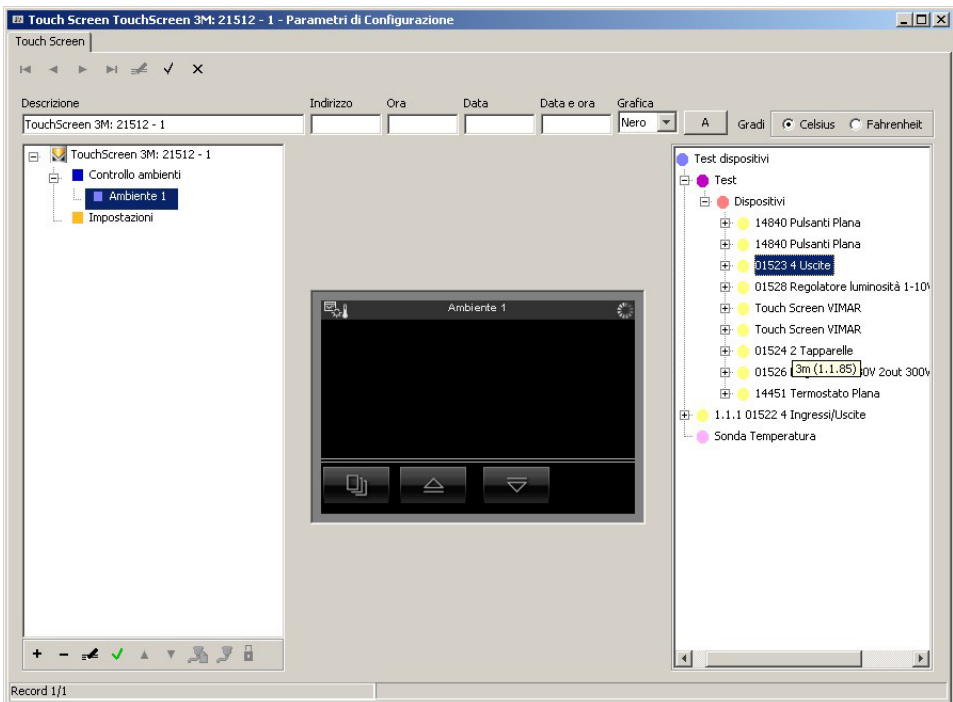 Touch Screen TouchScreen 3M: 21512 - 1 - Parametri di Configurazione
Touch Screen
Descrizione Indirizzo Ora Data Data e ora Grafica
TouchScreen 3M: 21512 - 1 Nero A Gradi Celsius Fahrenheit
TouchScreen 3M: 21512 - 1
Controllo ambienti
Ambiente 1
Impostazioni
Ambiente 1
Test dispositivi
Test
Dispositivi
14840 Pulsanti Plana
14840 Pulsanti Plana
01523 4 Uscite
01528 Regolatore luminosità 1-10V
Touch Screen VIMAR
Touch Screen VIMAR
01524 2 Tapparelle
01526 3m (1.1.85) 0V 2out 300V
14451 Termostato Plana
1.1.1 01522 4 Ingressi/Uscite
Sonda Temperatura
Record 1/1